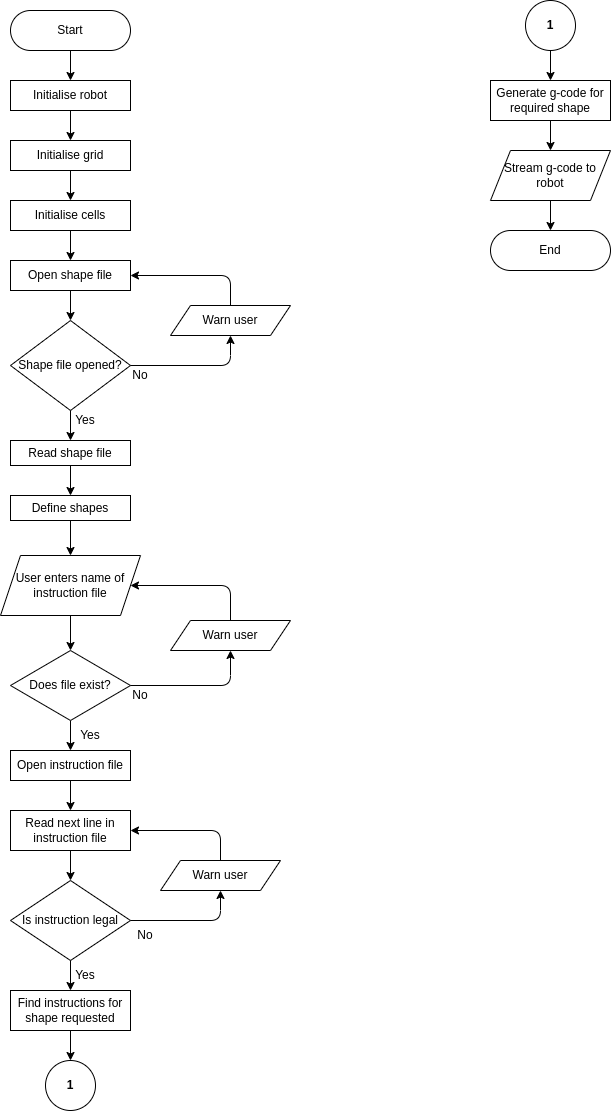 Start
Initialise robot
Initialise grid
Initialise cells
Open shape file
Warn user
Shape file opened?
No
Yes
Read shape file
Define shapes
User enters name of
instruction file
Warn user
Does file exist?
No
Yes
Open instruction file
Read next line in
instruction file
Warn user
Is instruction legal
No
Yes
Find instructions for
shape requested
1
1
Generate g-code for
required shape
Stream g-code to
robot
End